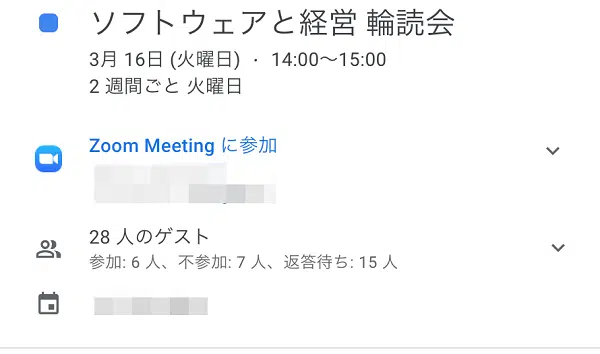 ソフトウェアと経営 輪読会
3月 16日 (火曜日) ・ 14:00～15:00
2 週間ごと 火曜日
Zoom Meeting に参加
28 人のゲスト
参加: 6 人、不参加: 7 人、返答待ち: 15 人